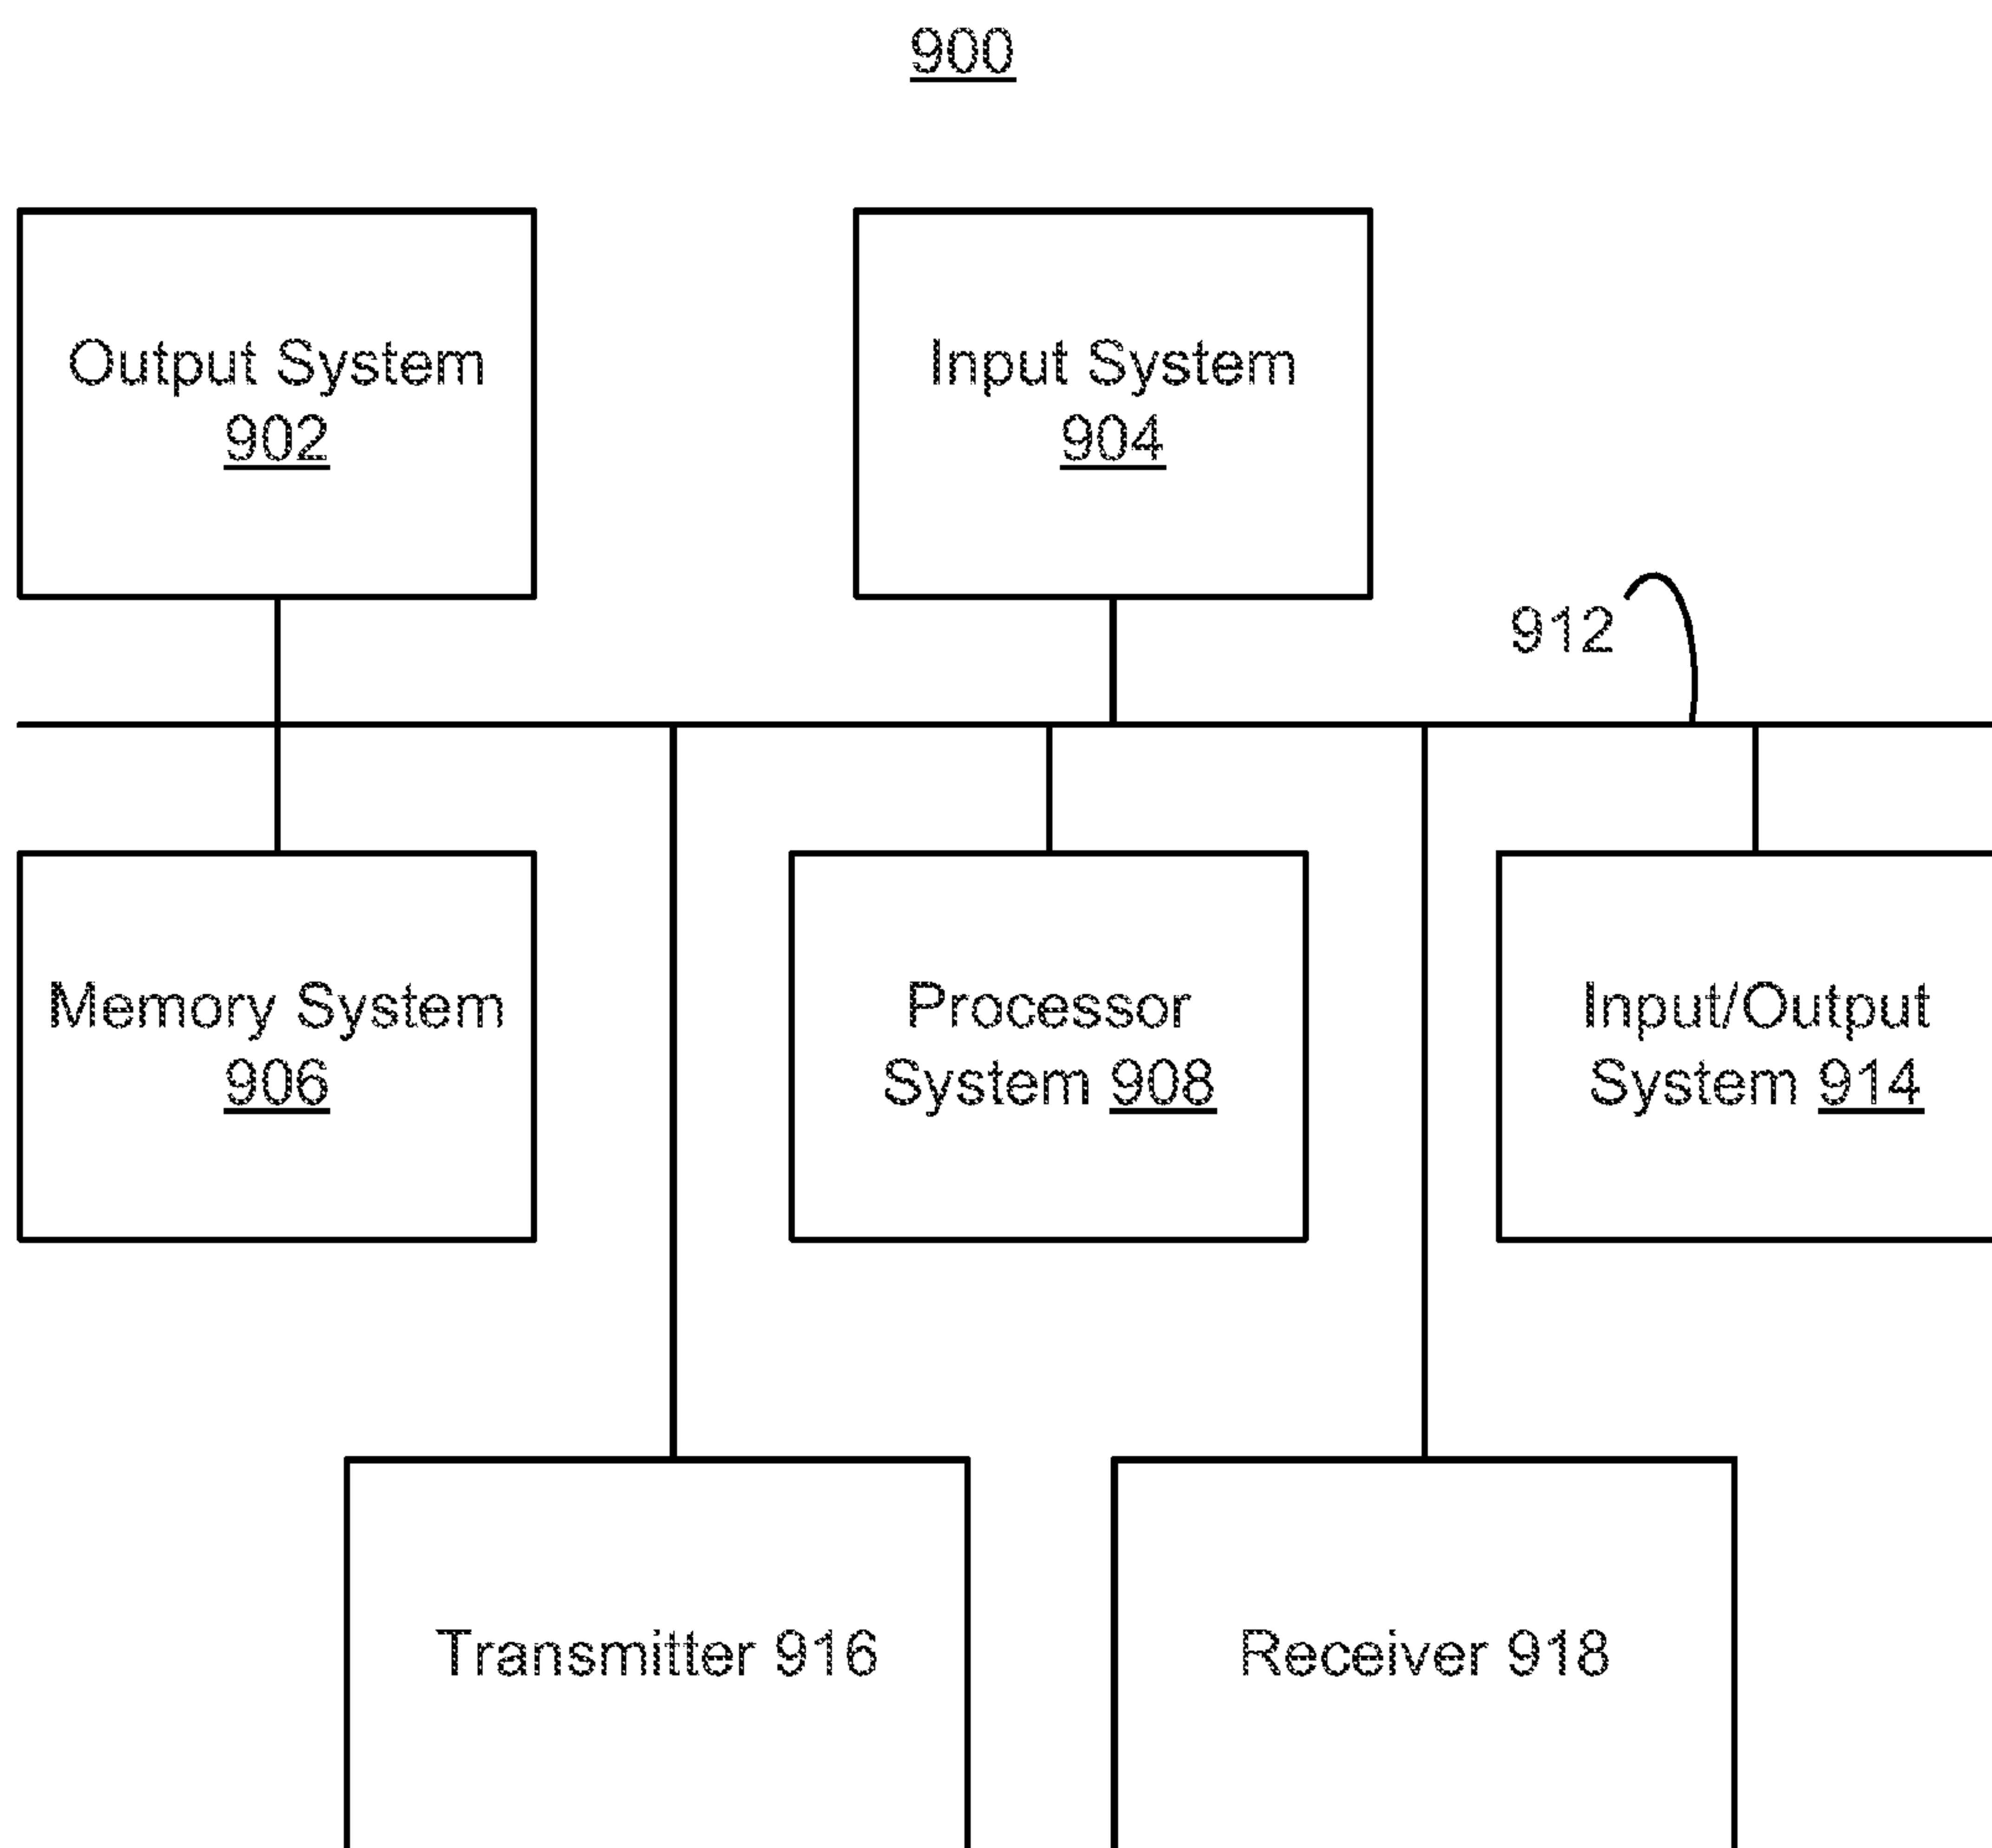 900
Output System
902
Input System
904
912
Memory System
906
Processor
System 908
Input/Output
System 914
Transmitter 916
Receiver 918